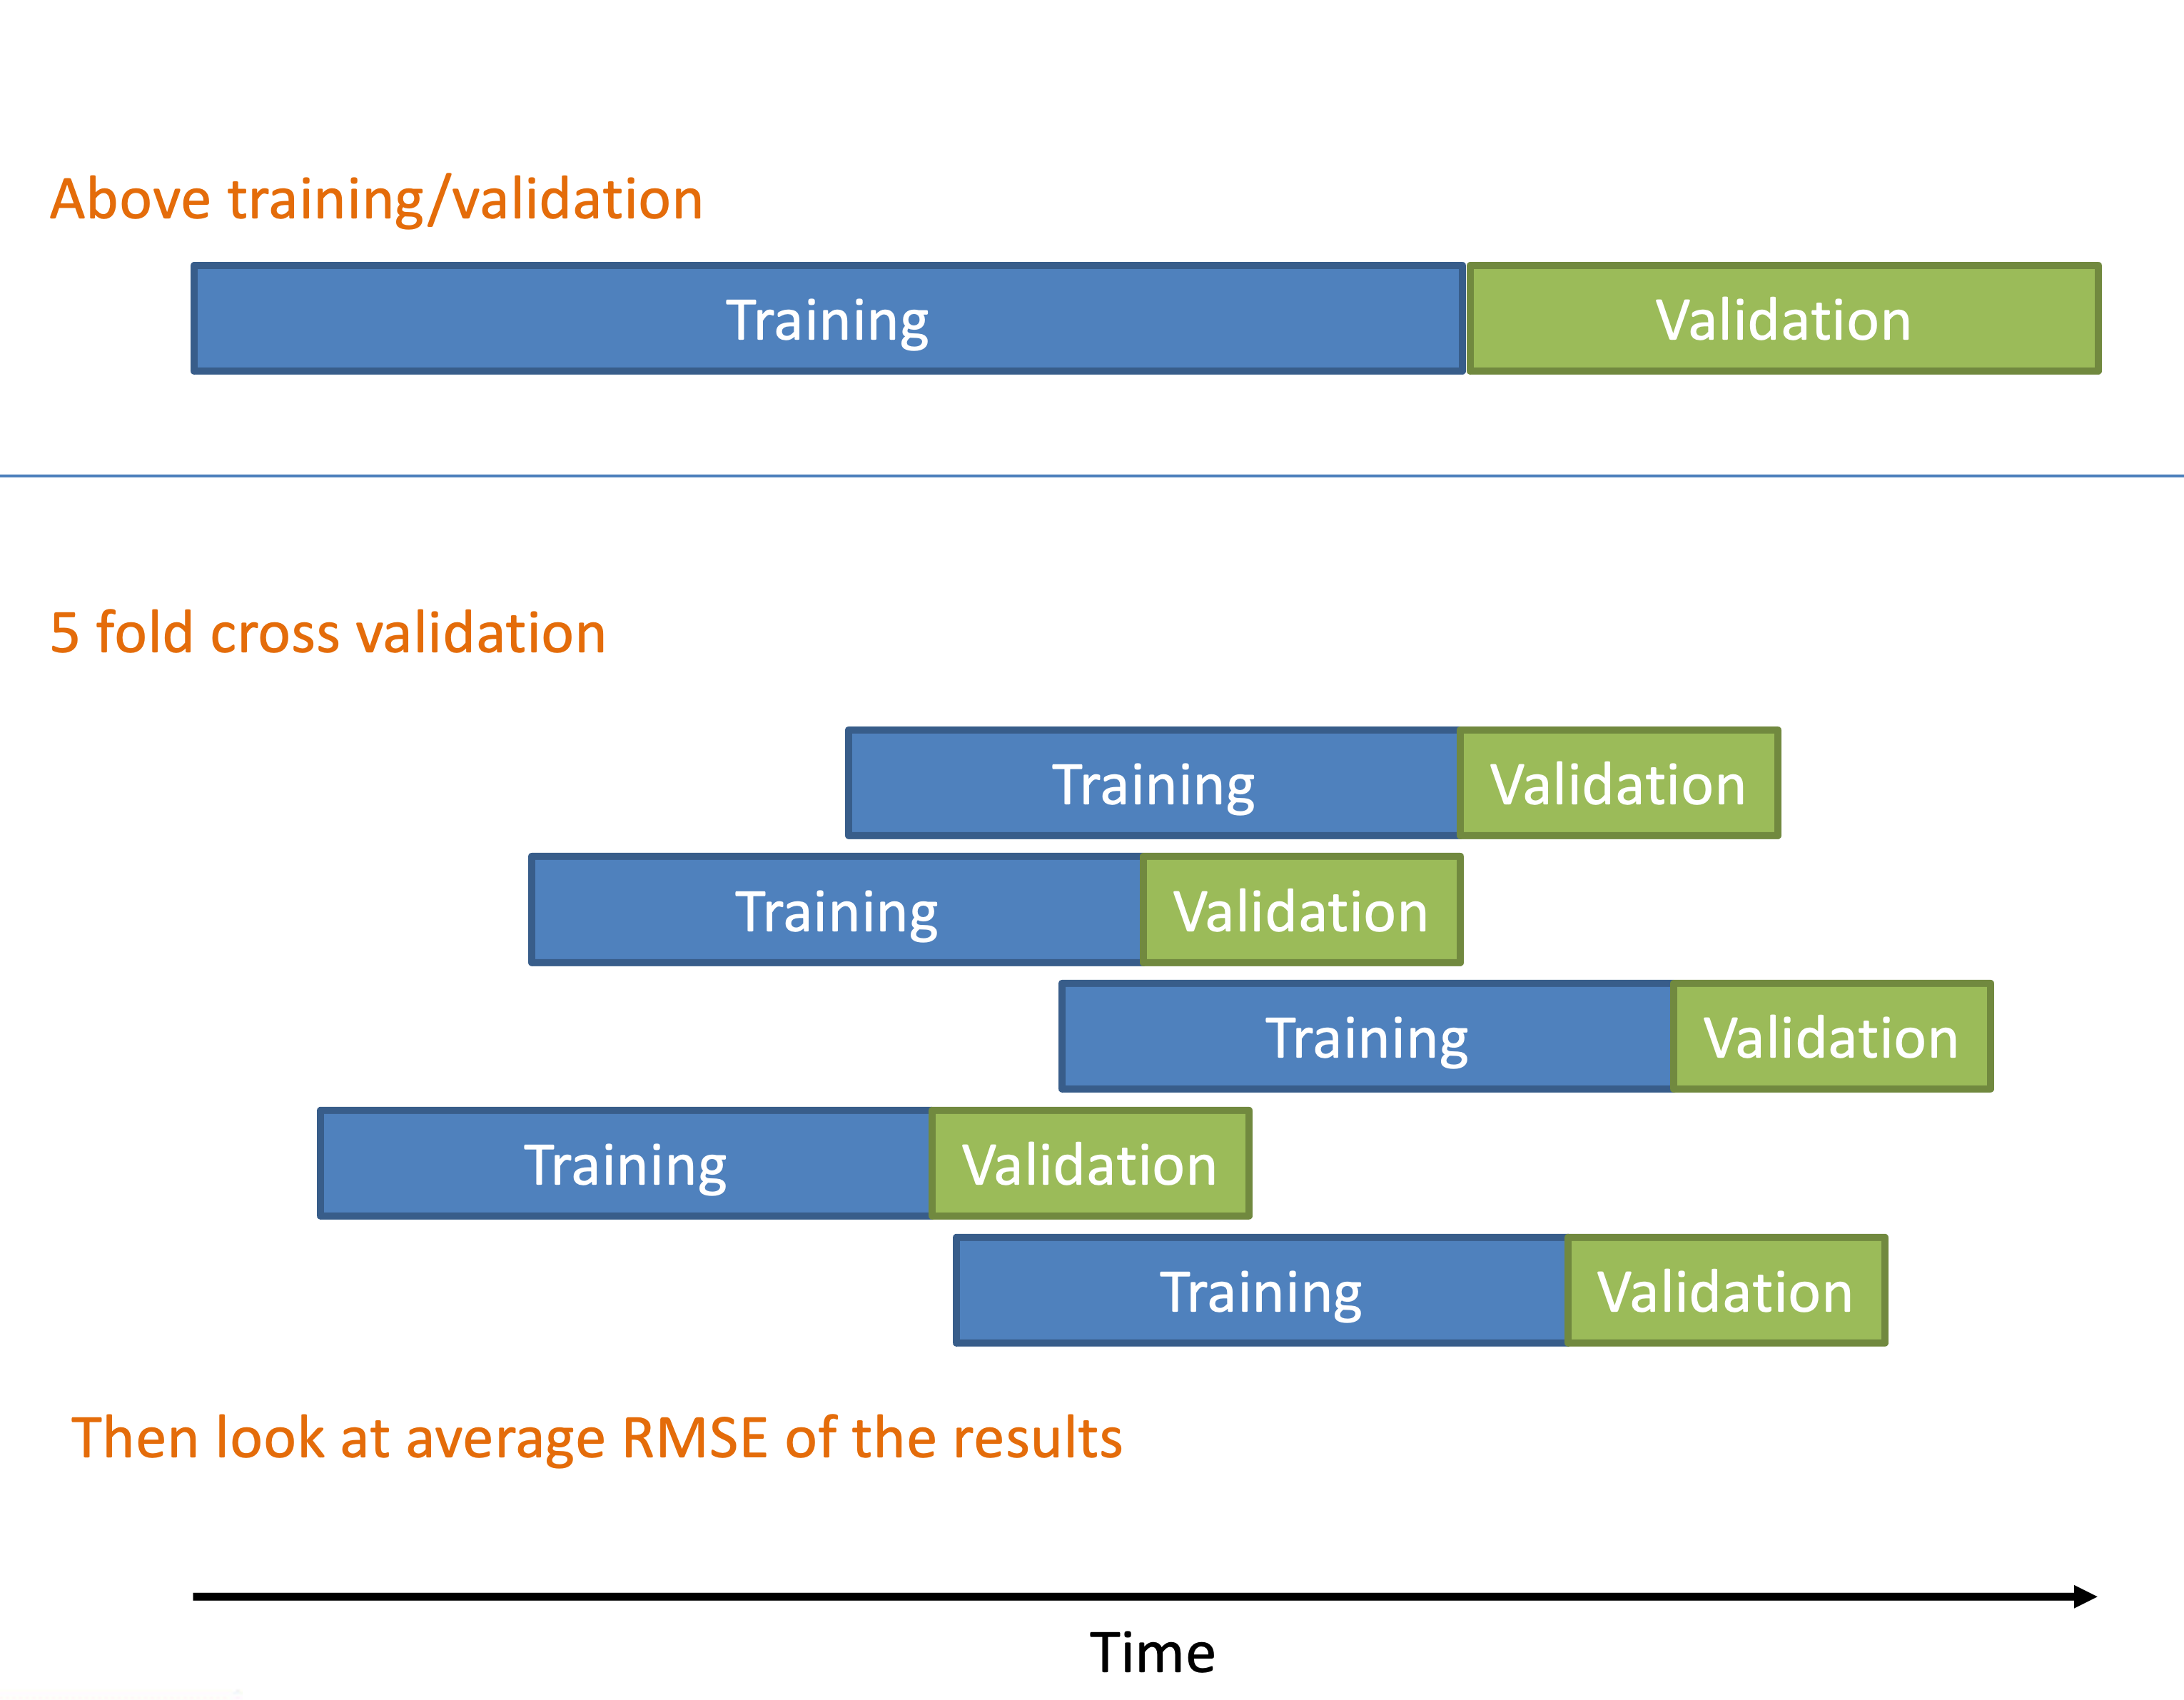 Above training/validation
Training Validation
5 fold cross validation
Training Validation
Training Validation
Training Validation
Training Validation
Training Validation
Then look at average RMSE of the results
Time